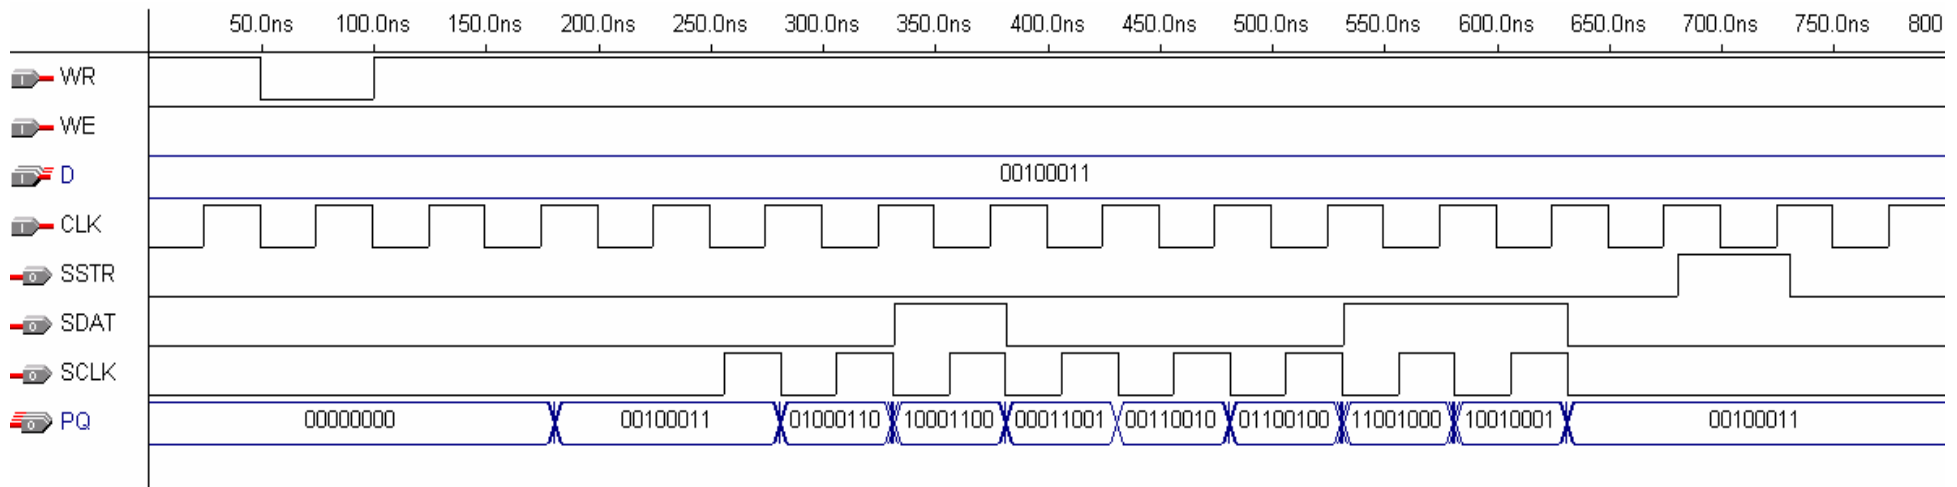 50.0ns 100.0ns 150.0ns 200.0ns 250.0ns 300.0ns 350.0ns 400.0ns 450.0ns 500.0ns 550.0ns 600.0ns 650.0ns 700.0ns 750.0ns 800
WR
WE
D 00100011
CLK
SSTR
SDAT
SCLK
PQ 00000000 00100011 01000110 10001100 00011001 00110010 01100100 11001000 10010001 00100011